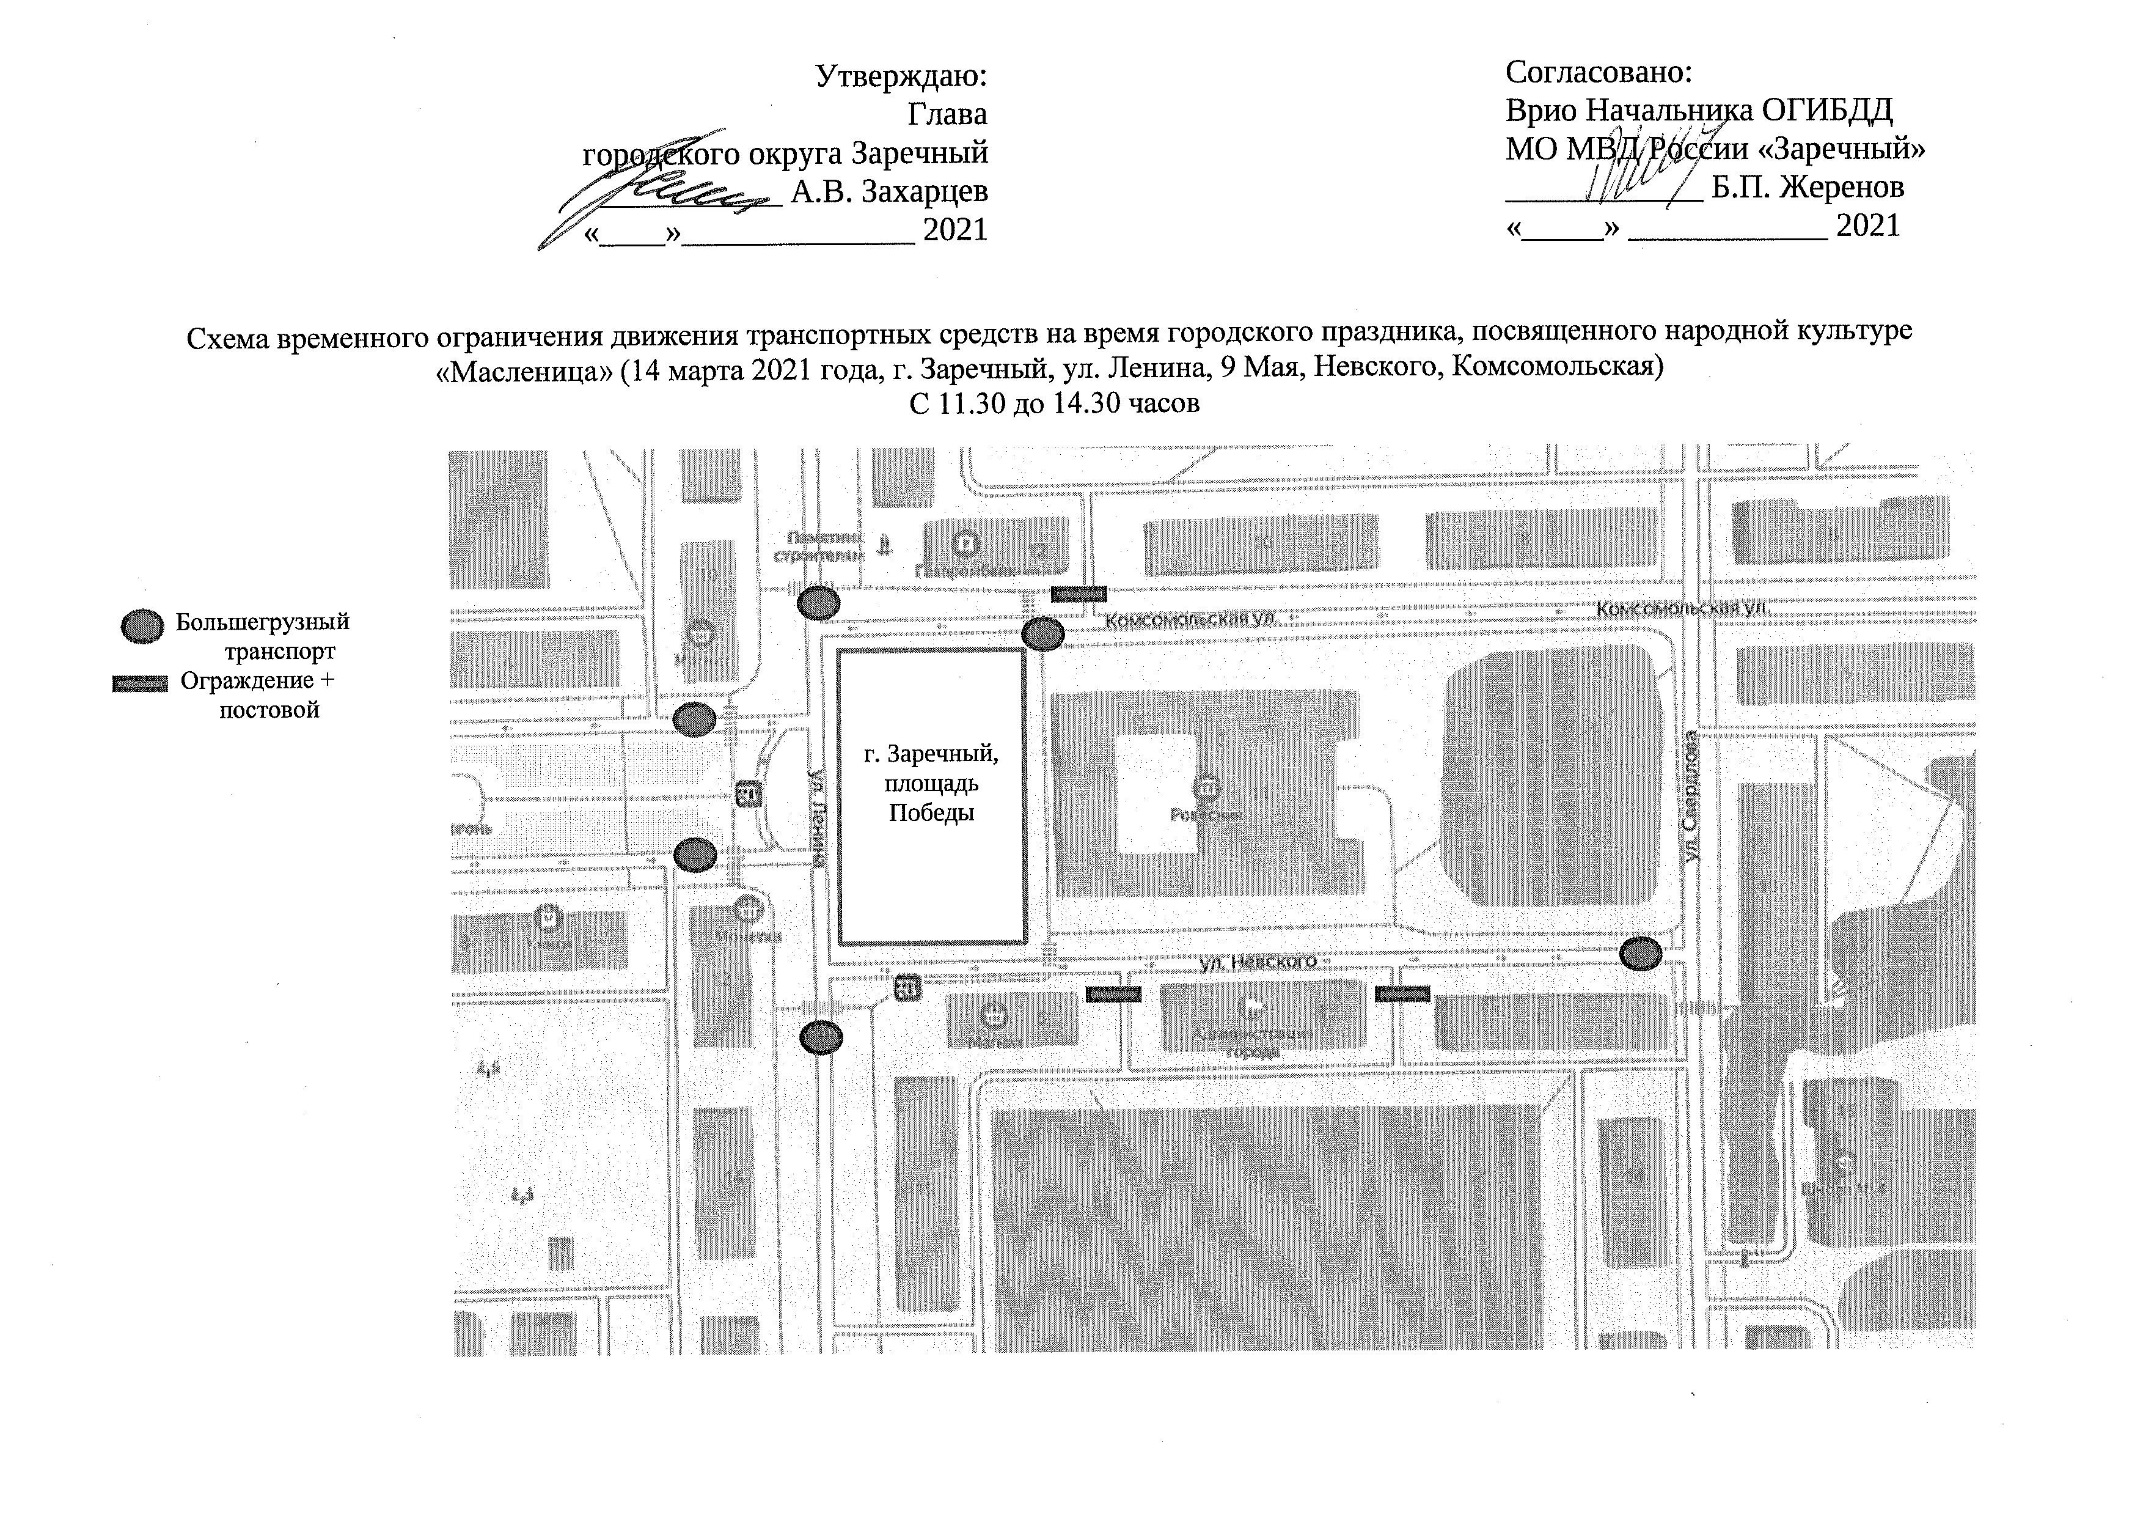 Утверждаю:
Глава
городского округа Заречный
____________ А.В. Захарцев
«____»______________ 2021
Согласовано:
Врио Начальника ОГИБДД
МО МВД России «Заречный»
____________ Б.П. Жеренов
«_____» ____________ 2021
Схема временного ограничения движения транспортных средств на время городского праздника, посвященного народной культуре
«Масленица» (14 марта 2021 года, г. Заречный, ул. Ленина, 9 Мая, Невского, Комсомольская)
С 11.30 до 14.30 часов
Большегрузный
транспорт
Ограждение +
постовой
Комсомольская ул.
Комсомольская ул.
г. Заречный,
площадь
Победы
ул. Ленина
ул. Свердлова
ул. Невского
города